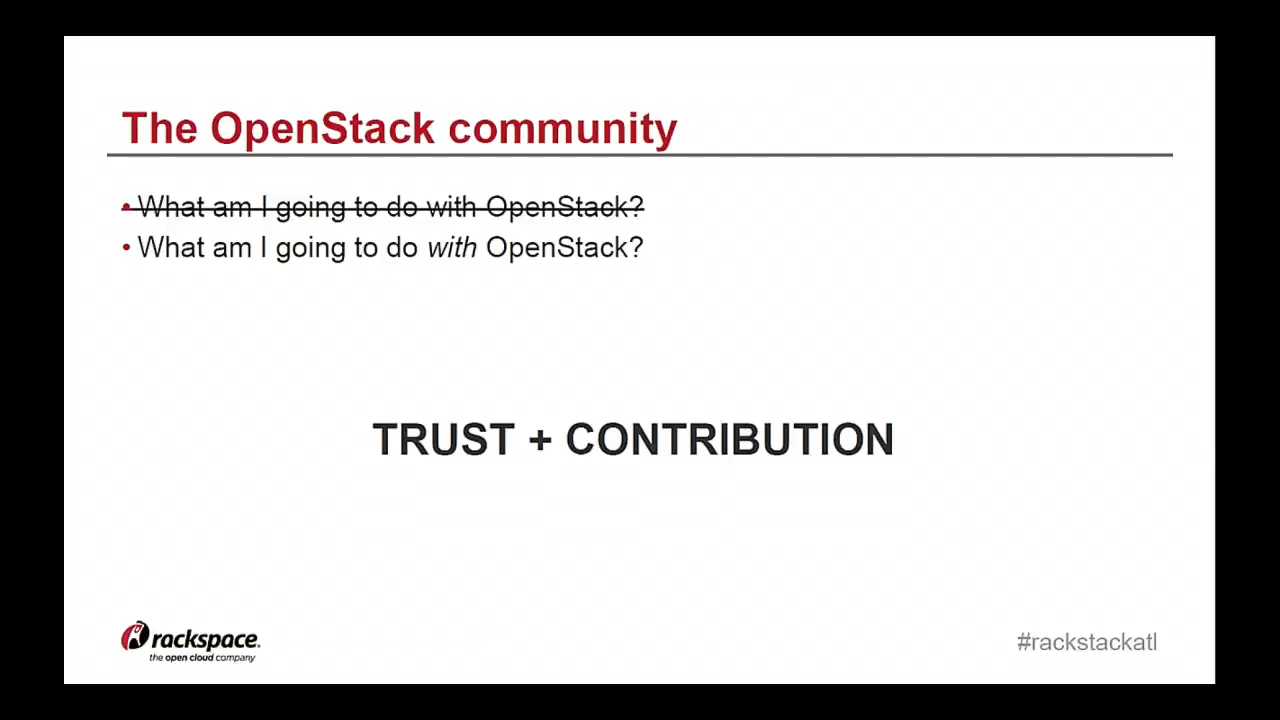 The OpenStack community
• What am I going to do with OpenStack?
• What am I going to do with OpenStack?
TRUST + CONTRIBUTION
rackspace.
the open cloud company
#rackstackatl